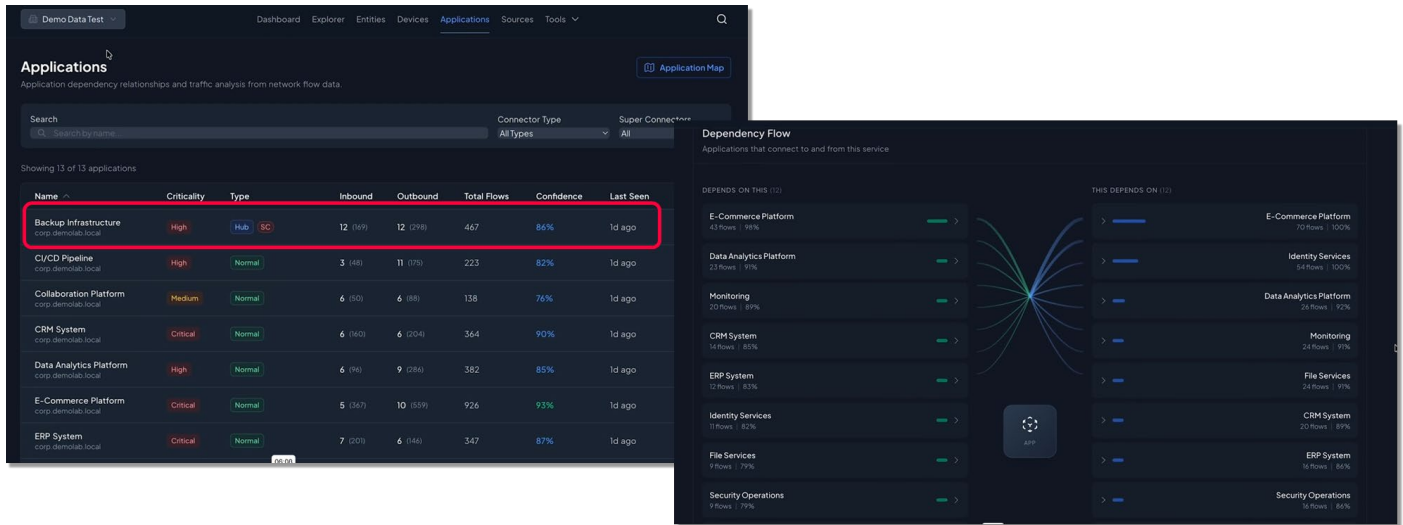 Demo Data Test
Dashboard Explorer Entities Devices Applications Sources Tools
Applications
Application Map
Application dependency relationships and traffic analysis from network flow data.
Search Connector Type Super Connectors
Search by name... All Types All
Showing 13 of 13 applications
Name Criticality Type Inbound Outbound Total Flows Confidence Last Seen
Backup Infrastructure
corp.demolab.local
High Hub SC 12 (169) 12 (298) 467 86% 1d ago
CI/CD Pipeline
corp.demolab.local
High Normal 3 (48) 11 (175) 223 82% 1d ago
Collaboration Platform
corp.demolab.local
Medium Normal 6 (50) 6 (88) 138 76% 1d ago
CRM System
corp.demolab.local
Critical Normal 6 (160) 6 (204) 364 90% 1d ago
Data Analytics Platform
corp.demolab.local
High Normal 6 (96) 9 (286) 382 85% 1d ago
E-Commerce Platform
corp.demolab.local
Critical Normal 5 (367) 10 (559) 926 93% 1d ago
ERP System
corp.demolab.local
Critical Normal 7 (201) 6 (146) 347 87% 1d ago
06:00
Dependency Flow
Applications that connect to and from this service
DEPENDS ON THIS (12)
E-Commerce Platform
43 flows | 98%
Data Analytics Platform
23 flows | 91%
Monitoring
20 flows | 89%
CRM System
14 flows | 85%
ERP System
12 flows | 83%
Identity Services
11 flows | 82%
File Services
9 flows | 79%
Security Operations
9 flows | 79%
APP
THIS DEPENDS ON (12)
E-Commerce Platform
70 flows | 100%
Identity Services
54 flows | 100%
Data Analytics Platform
26 flows | 92%
Monitoring
24 flows | 91%
File Services
24 flows | 91%
CRM System
20 flows | 89%
ERP System
16 flows | 86%
Security Operations
16 flows | 86%